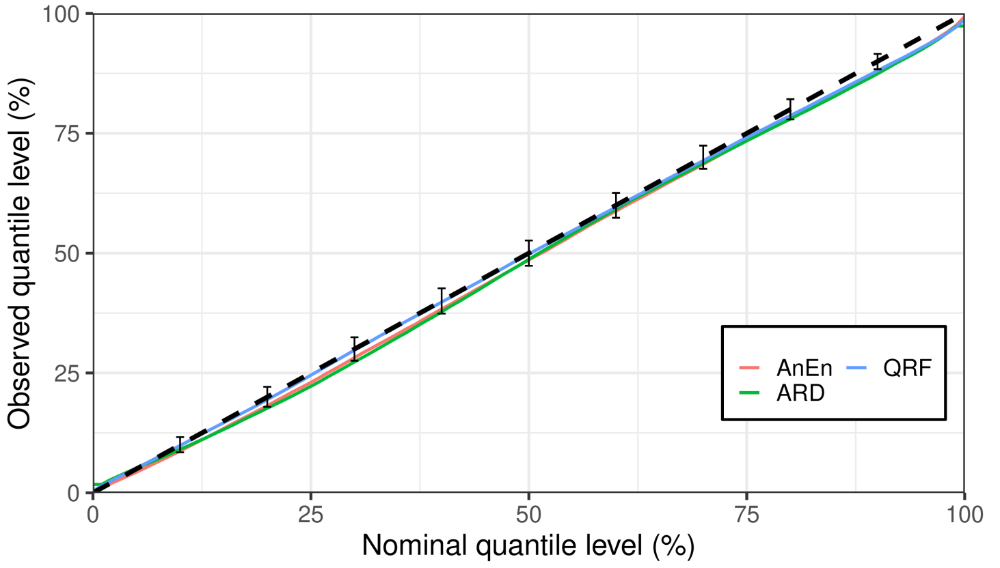 Observed quantile level (%)
100
75
50
25
0
0 25 50 75 100
Nominal quantile level (%)
AnEn QRF
ARD